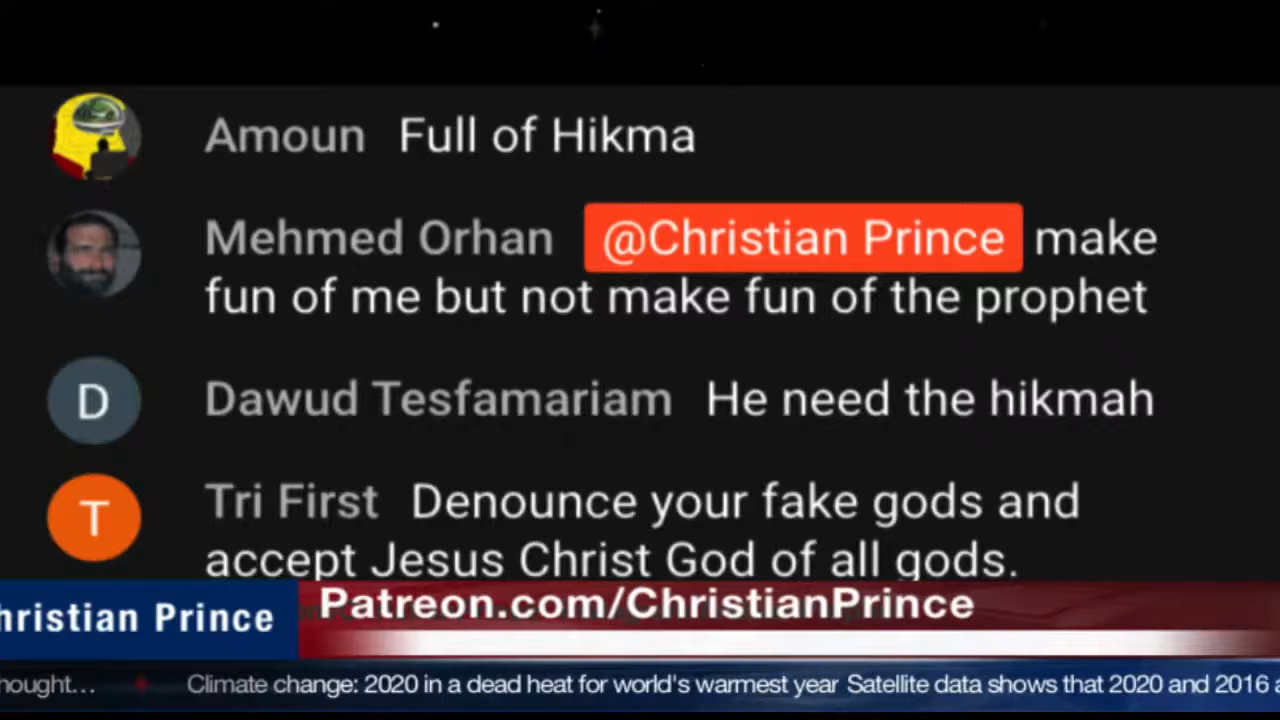 Amoun Full of Hikma
Mehmed Orhan @Christian Prince make
fun of me but not make fun of the prophet
D
Dawud Tesfamariam He need the hikmah
T
Tri First Denounce your fake gods and
accept Jesus Christ God of all gods.
hristian Prince
Patreon.com/ChristianPrince
hought... Climate change: 2020 in a dead heat for world's warmest year Satellite data shows that 2020 and 2016 a